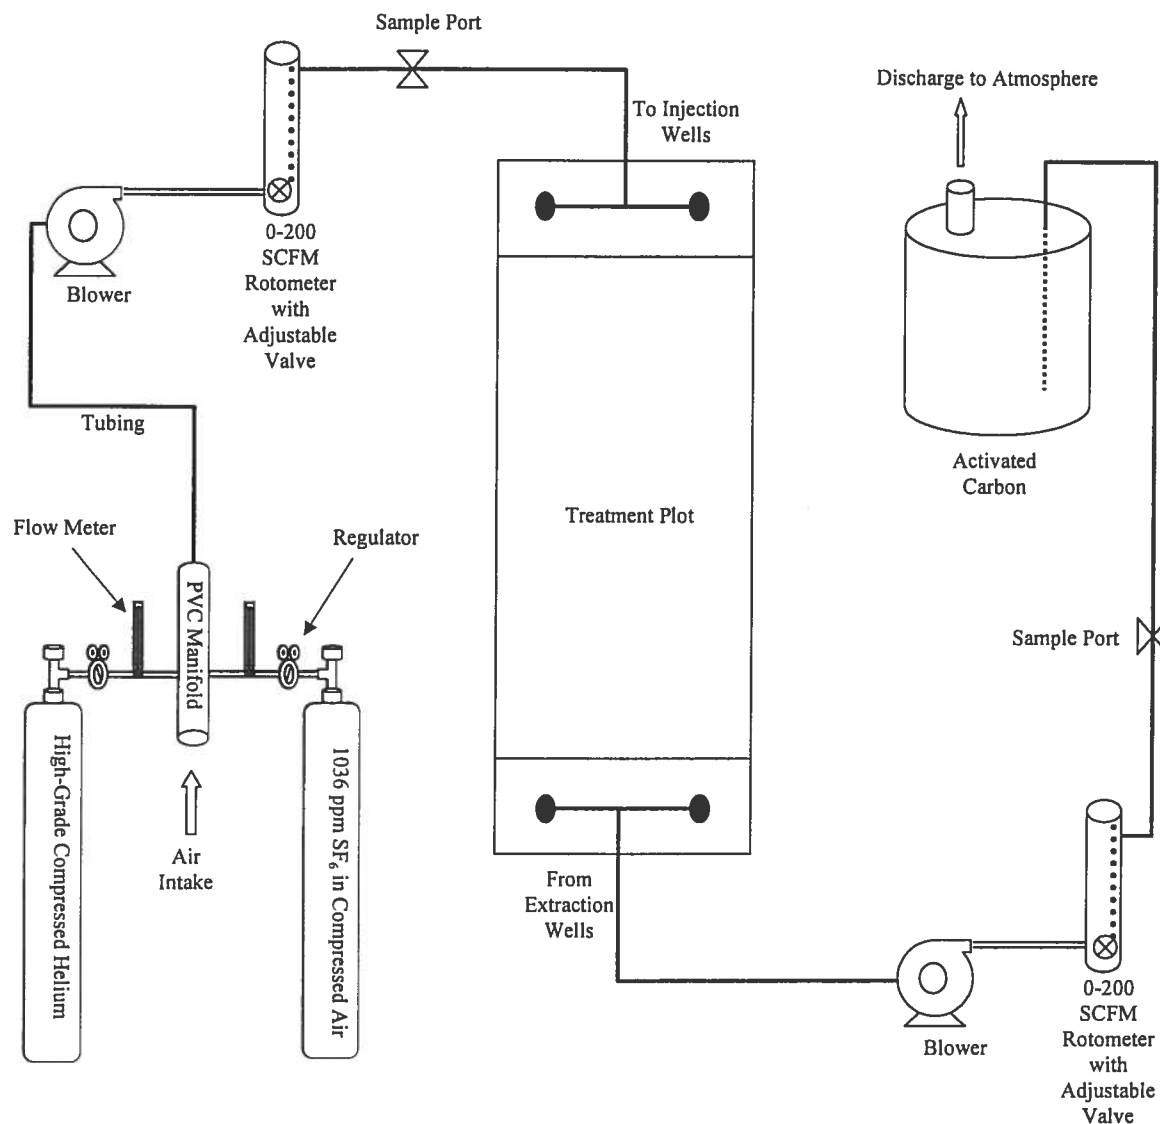 Sample Port
To Injection
Wells
Discharge to Atmosphere
0-200
SCFM
Rotometer
with
Adjustable
Valve
Blower
Tubing
Activated
Carbon
Treatment Plot
Flow Meter
Regulator
PVC Manifold
Sample Port
High-Grade Compressed Helium
1036 ppm SF₆ in Compressed Air
Air
Intake
From
Extraction
Wells
Blower
0-200
SCFM
Rotometer
with
Adjustable
Valve